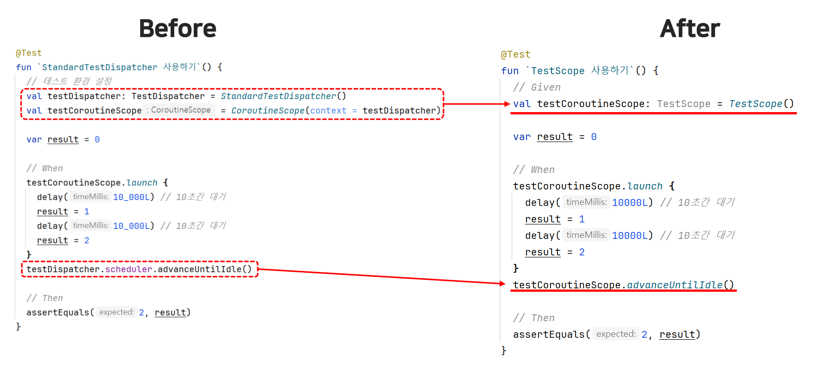 Before
@Test
fun `StandardTestDispatcher 사용하기`() {
// 테스트 환경 설정
val testDispatcher: TestDispatcher = StandardTestDispatcher()
val testCoroutineScope : CoroutineScope = CoroutineScope(context = testDispatcher)
var result = 0
// When
testCoroutineScope.launch {
delay( timeMillis: 10_000L) // 10초간 대기
result = 1
delay( timeMillis: 10_000L) // 10초간 대기
result = 2
}
testDispatcher.scheduler.advanceUntilIdle()
// Then
assertEquals( expected: 2, result)
}
After
@Test
fun `TestScope 사용하기`() {
// Given
val testCoroutineScope: TestScope = TestScope()
var result = 0
// When
testCoroutineScope.launch {
delay( timeMillis: 10000L) // 10초간 대기
result = 1
delay( timeMillis: 10000L) // 10초간 대기
result = 2
}
testCoroutineScope.advanceUntilIdle()
// Then
assertEquals( expected: 2, result)
}